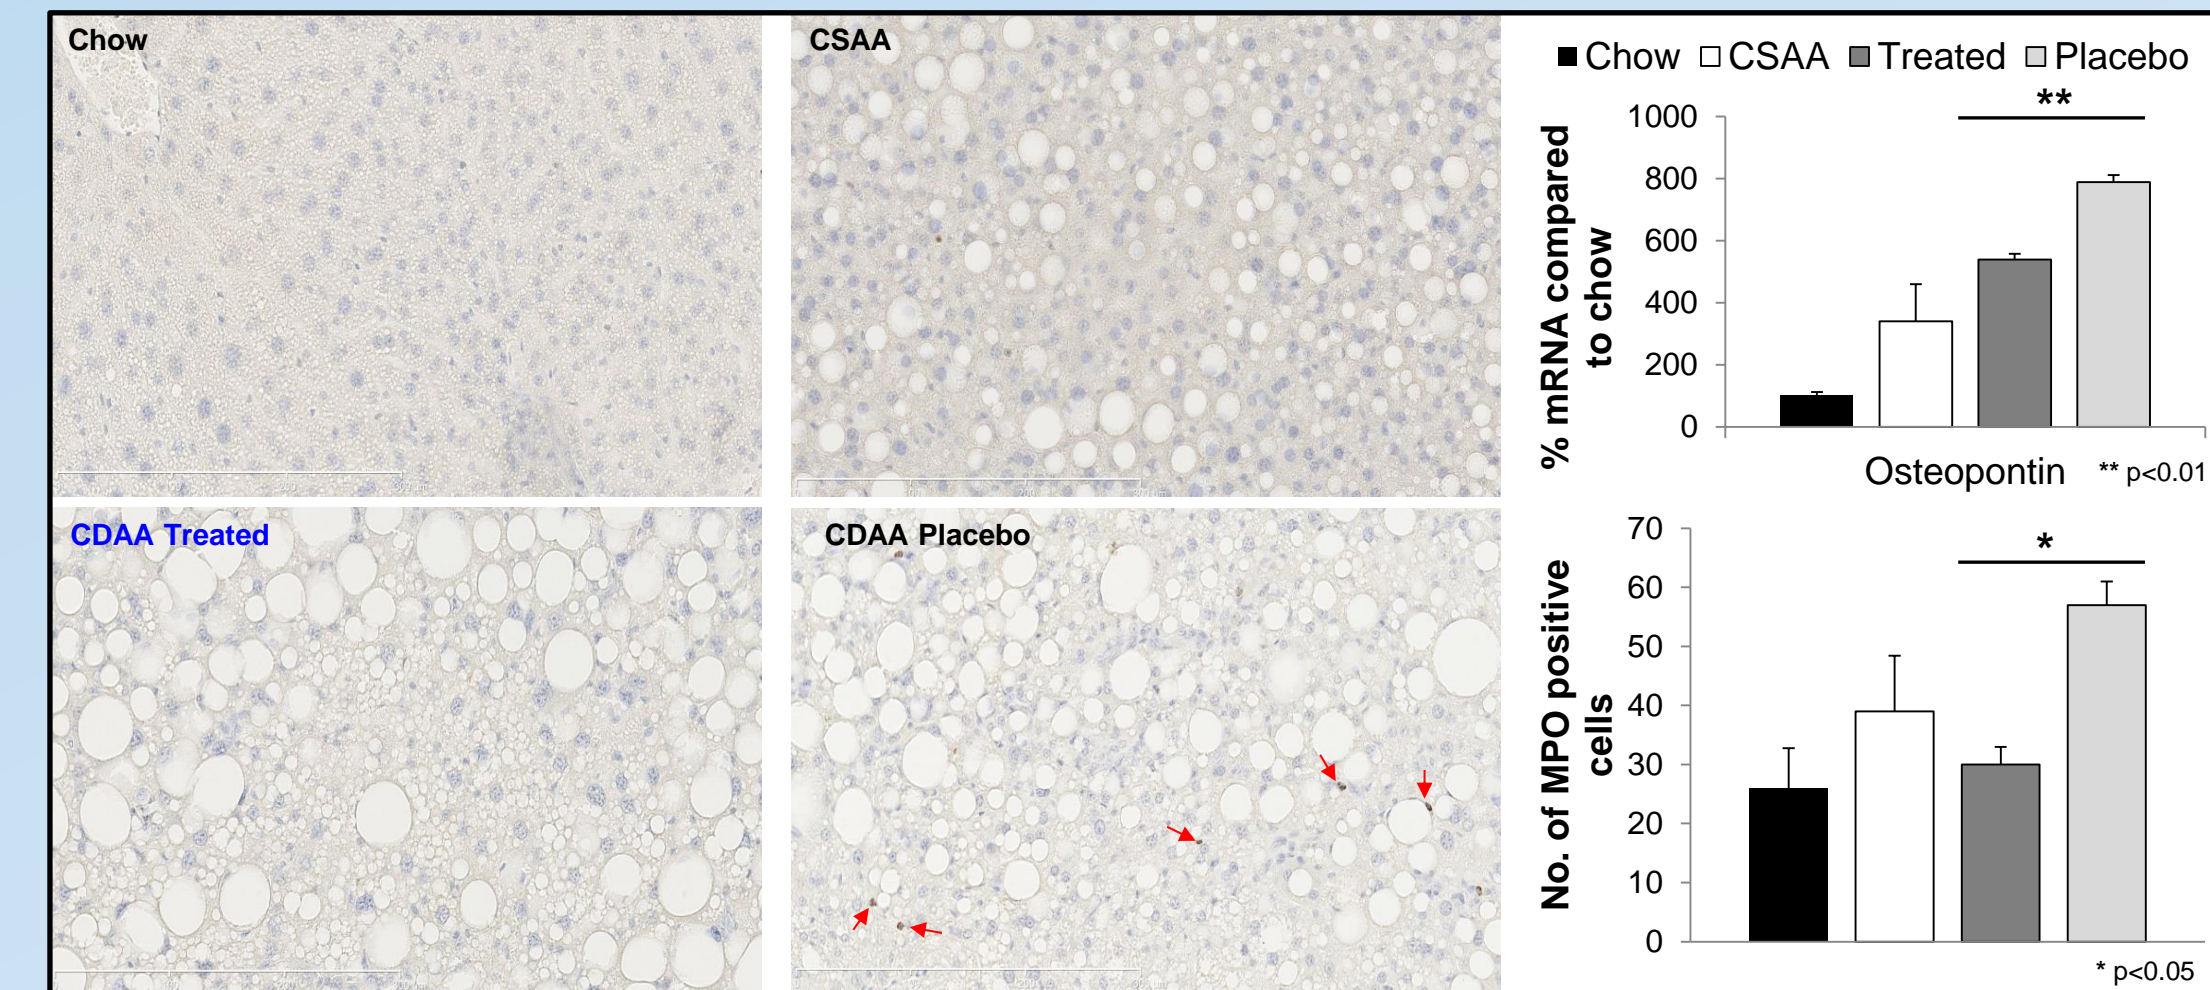 Chow
CSAA
CDAA Treated
CDAA Placebo
Chow CSAA Treated Placebo
**
% mRNA compared
to chow
1000
800
600
400
200
0
Osteopontin
** p<0.01
*
No. of MPO positive
cells
70
60
50
40
30
20
10
0
* p<0.05